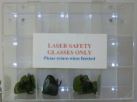 LASER SAFETY
GLASSES ONLY
Please return when finished